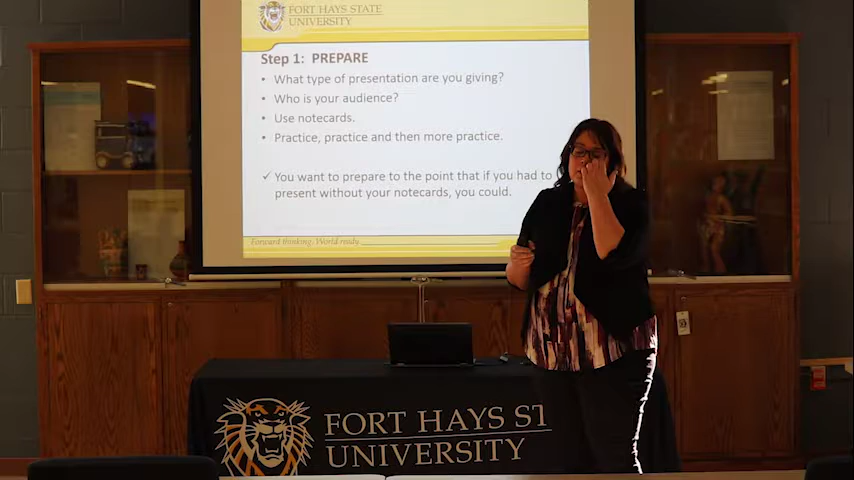 FORT HAYS STATE
UNIVERSITY
Step 1: PREPARE
• What type of presentation are you giving?
• Who is your audience?
• Use notecards.
• Practice, practice and then more practice.
✓ You want to prepare to the point that if you had to
present without your notecards, you could.
Forward thinking. World ready.
FORT HAYS ST
UNIVERSITY